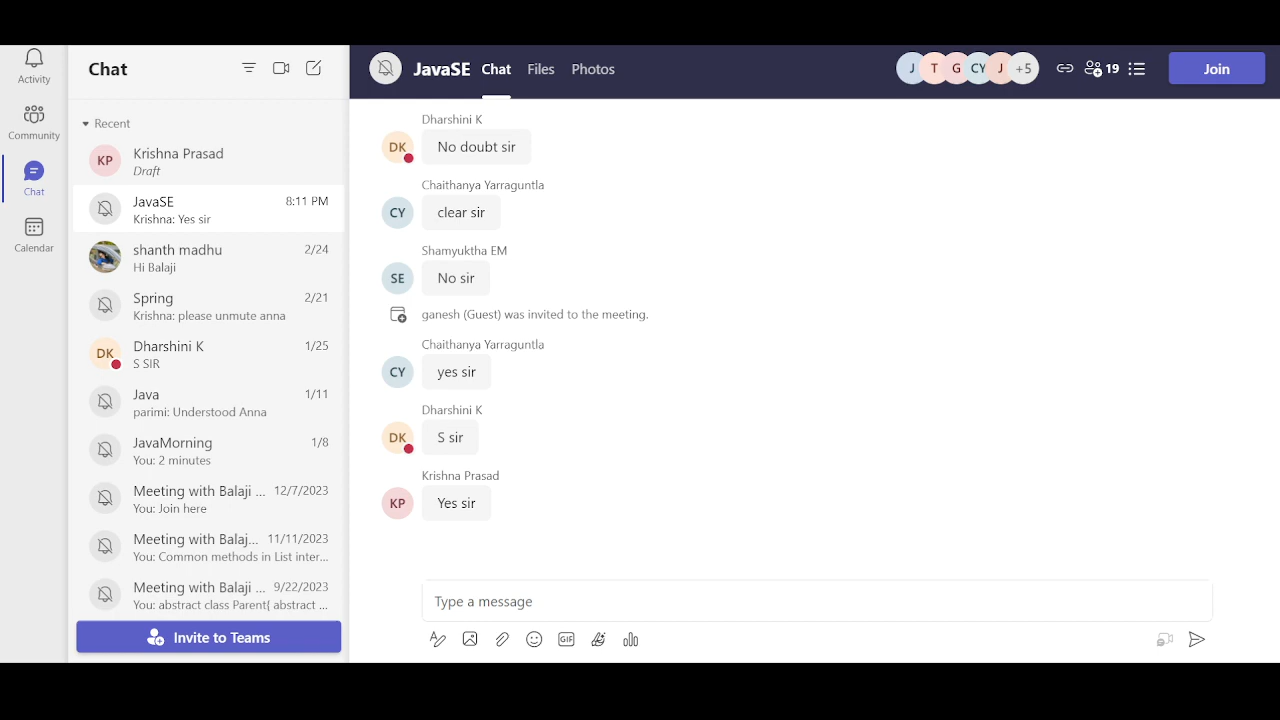 Activity
Community
Chat
Calendar
Chat
Recent
KP
Krishna Prasad
Draft
JavaSE 8:11 PM
Krishna: Yes sir
shanth madhu 2/24
Hi Balaji
Spring 2/21
Krishna: please unmute anna
DK
Dharshini K 1/25
S SIR
Java 1/11
parimi: Understood Anna
JavaMorning 1/8
You: 2 minutes
Meeting with Balaji ... 12/7/2023
You: Join here
Meeting with Balaj... 11/11/2023
You: Common methods in List inter...
Meeting with Balaji ... 9/22/2023
You: abstract class Parent{ abstract ...
Invite to Teams
JavaSE Chat Files Photos J T G CY J +5 19 Join
Dharshini K
DK No doubt sir
Chaithanya Yarraguntla
CY clear sir
Shamyuktha EM
SE No sir
ganesh (Guest) was invited to the meeting.
Chaithanya Yarraguntla
CY yes sir
Dharshini K
DK S sir
Krishna Prasad
KP Yes sir
Type a message
GIF